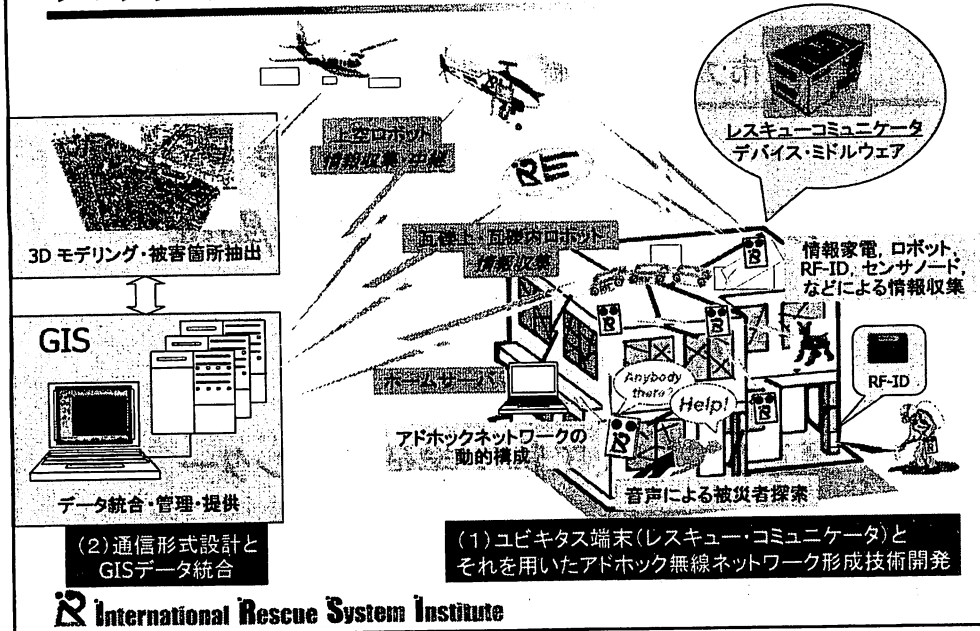 上空ロボット
情報収集・中継
レスキューコミュニケータ
デバイス・ミドルウェア
3D モデリング・被害箇所抽出
瓦礫上・瓦礫内ロボット
情報収集
情報家電, ロボット,
RF-ID, センサノード,
などによる情報収集
GIS
ホームサーバ
Anybody
there?
Help!
RF-ID
アドホックネットワークの
動的構成
データ統合・管理・提供
音声による被災者探索
(2)通信形式設計と
GISデータ統合
(1)ユビキタス端末(レスキュー・コミュニケータ)と
それを用いたアドホック無線ネットワーク形成技術開発
International Rescue System Institute